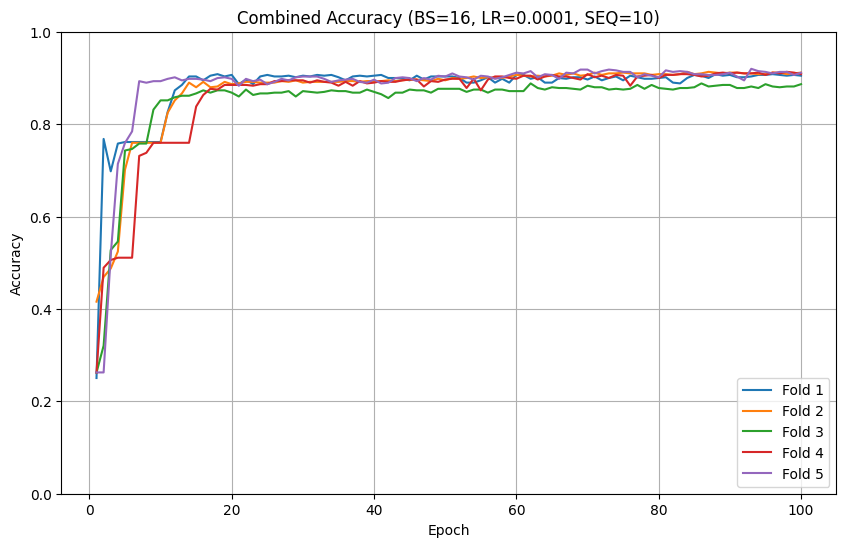 Combined Accuracy (BS=16, LR=0.0001, SEQ=10)
1.0
0.8
0.6
0.4
0.2
0.0
Accuracy
0
20
40
60
80
100
Epoch
Fold 1
Fold 2
Fold 3
Fold 4
Fold 5